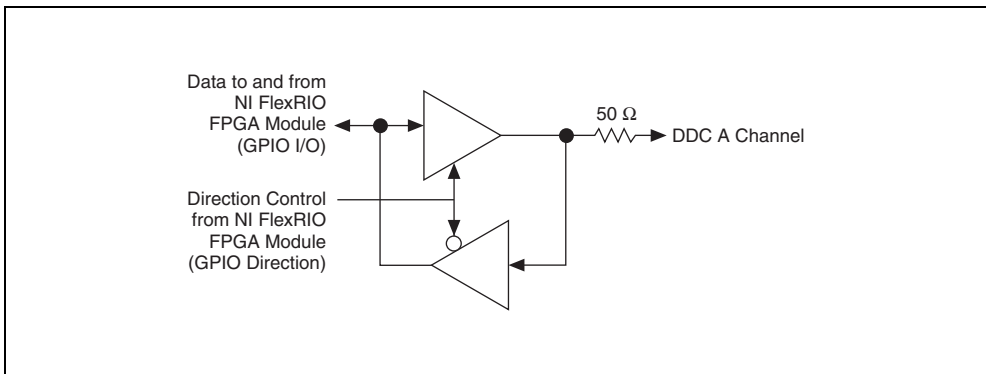 Data to and from
NI FlexRIO
FPGA Module
(GPIO I/O)
50 Ω
DDC A Channel
Direction Control
from NI FlexRIO
FPGA Module
(GPIO Direction)